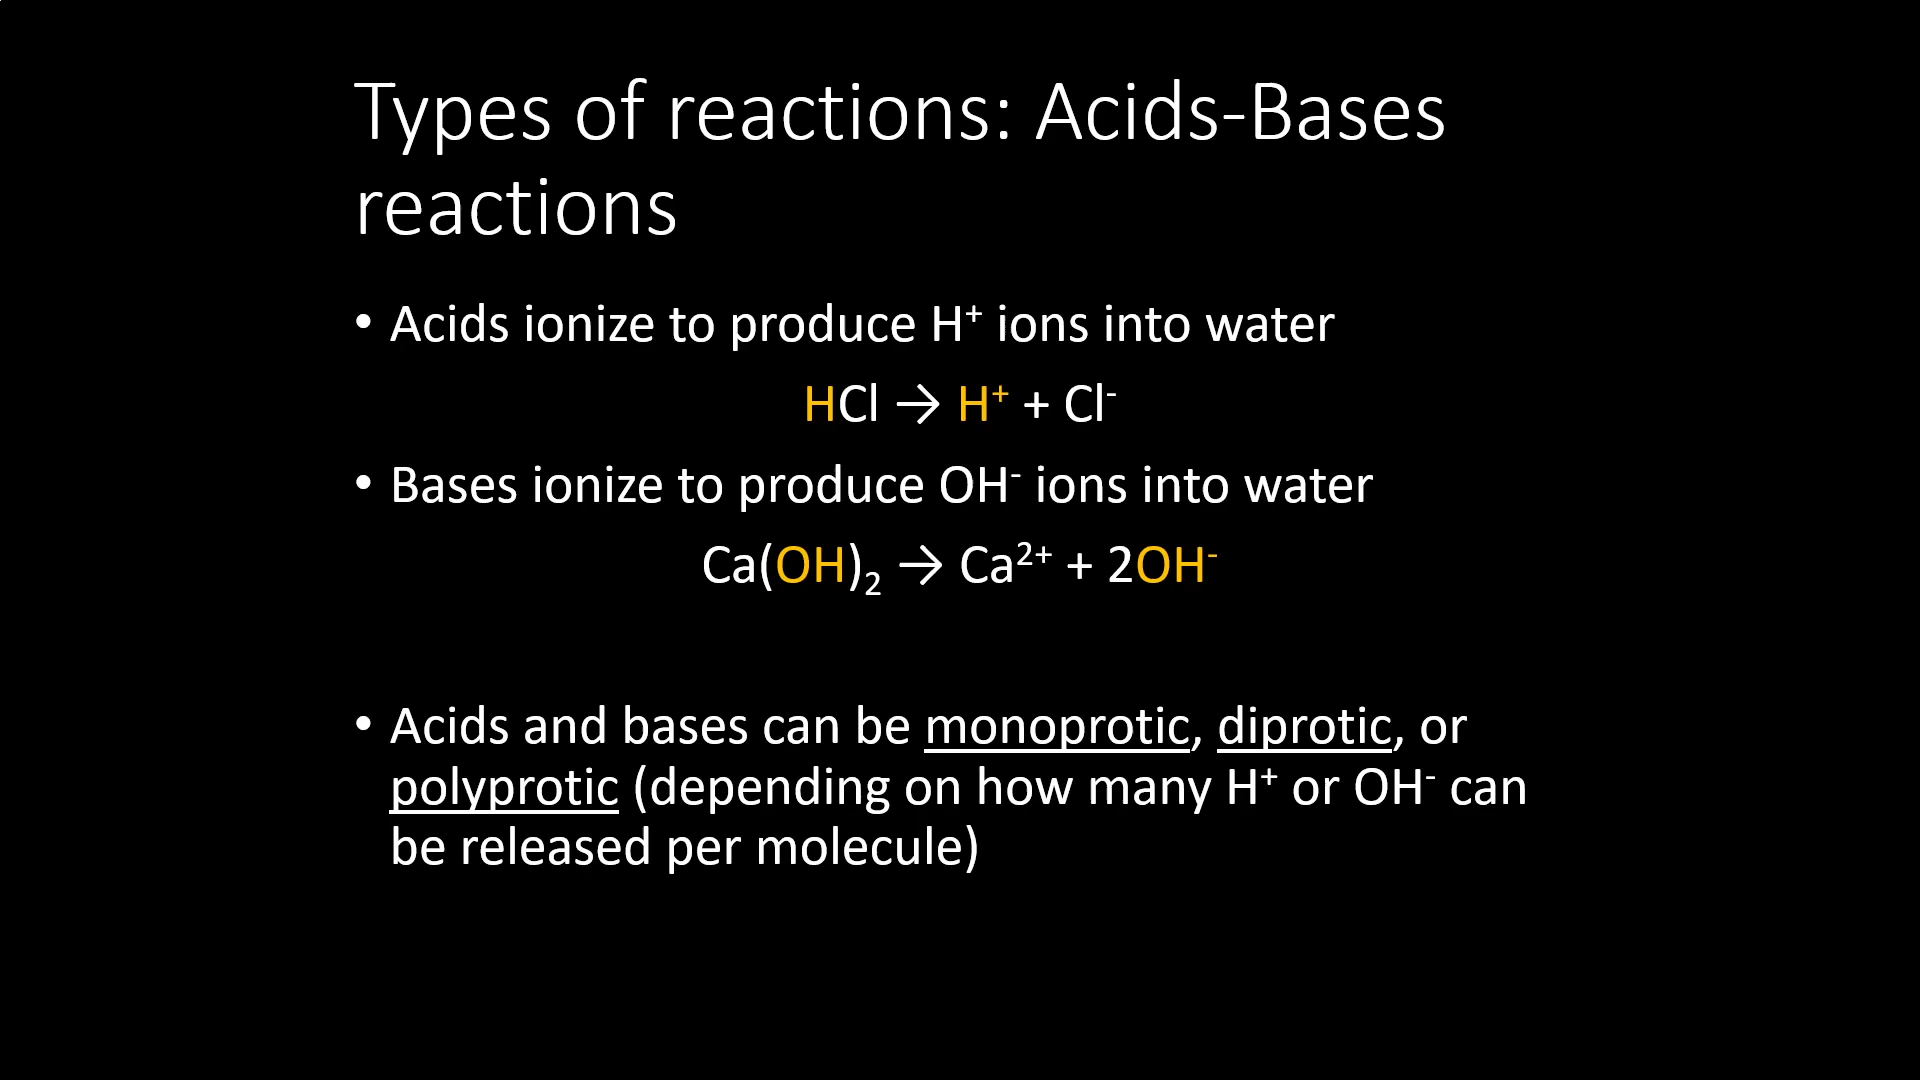 Types of reactions: Acids-Bases
reactions
• Acids ionize to produce H⁺ ions into water
HCl → H⁺ + Cl⁻
• Bases ionize to produce OH⁻ ions into water
Ca(OH)₂ → Ca²⁺ + 2OH⁻
• Acids and bases can be monoprotic, diprotic, or
polyprotic (depending on how many H⁺ or OH⁻ can
be released per molecule)